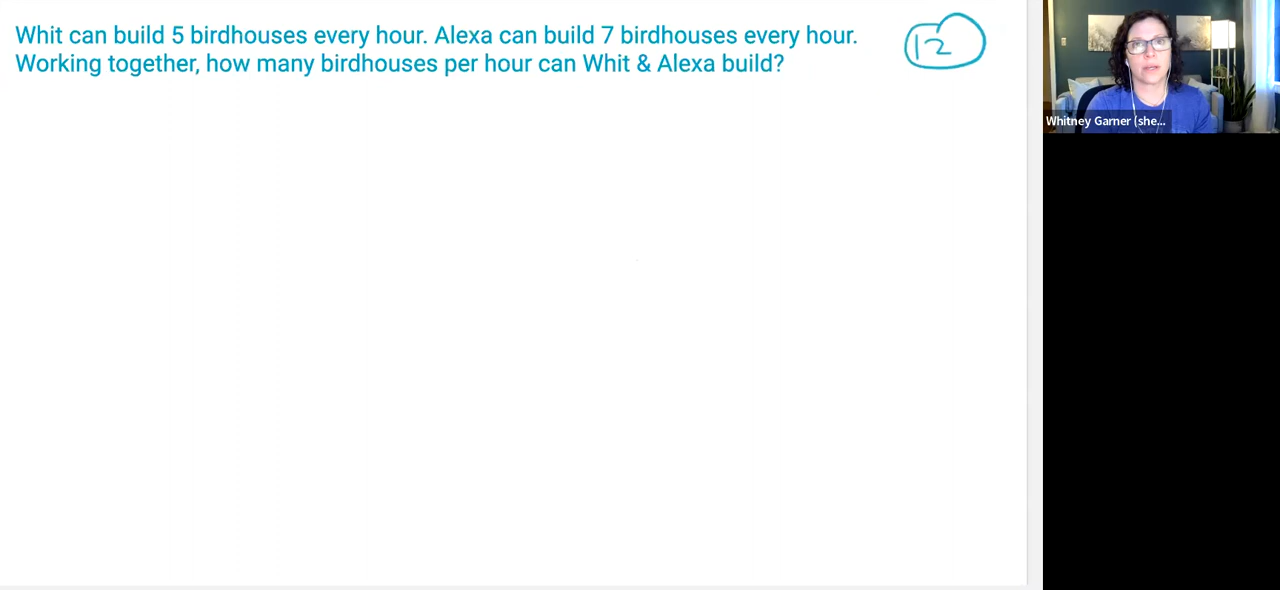 Whit can build 5 birdhouses every hour. Alexa can build 7 birdhouses every hour.
Working together, how many birdhouses per hour can Whit & Alexa build?
12
Whitney Garner (she...